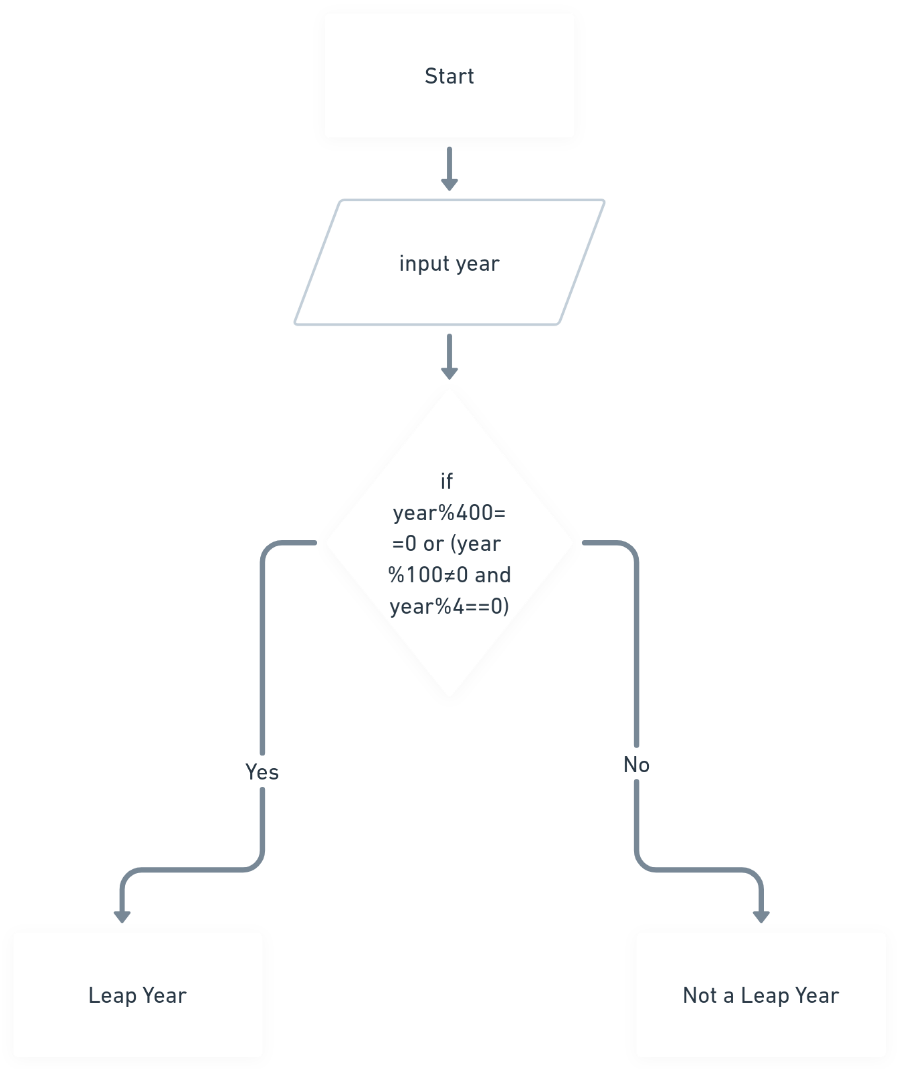 Start
input year
if
year%400=
=0 or (year
%100≠0 and
year%4==0)
Yes
No
Leap Year
Not a Leap Year